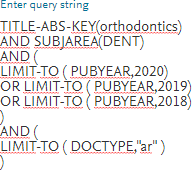 Enter query string
TITLE-ABS-KEY(orthodontics)
AND SUBJAREA(DENT)
AND (
LIMIT-TO ( PUBYEAR,2020)
OR LIMIT-TO ( PUBYEAR,2019)
OR LIMIT-TO ( PUBYEAR,2018)
)
AND (
LIMIT-TO ( DOCTYPE,"ar" )
)